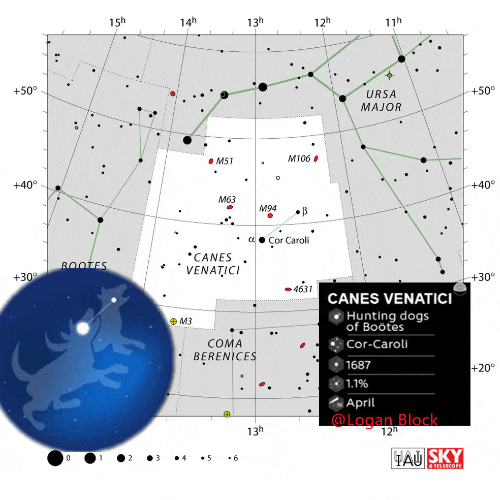 15h 14h 13h 12h 11h
+50° +50°
URSA
MAJOR
M51 M106
+40° +40°
M63
M94 β
α Cor Caroli
CANES
VENATICI
+30° BOOTES +30°
4631
CANES VENATICI
Hunting dogs
of Boötes
Cor-Caroli
1687
1.1%
April
@Logan Block
M3
COMA
BERENICES
+20°
13h 12h
0 1 2 3 4 5 6
IAU SKY
& TELESCOPE